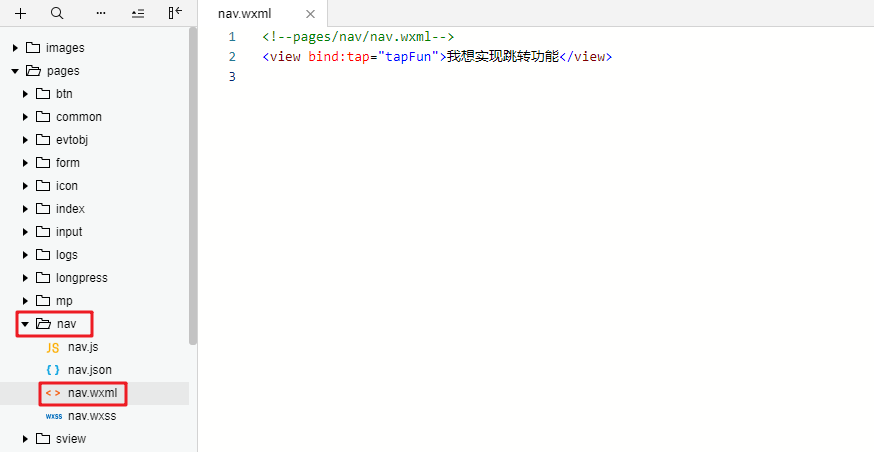 nav.wxml
images
pages
btn
common
evtobj
form
icon
index
input
logs
longpress
mp
nav
JS nav.js
{ } nav.json
< > nav.wxml
wxss nav.wxss
sview
1 <!--pages/nav/nav.wxml-->
2 <view bind:tap="tapFun">我想实现跳转功能</view>
3